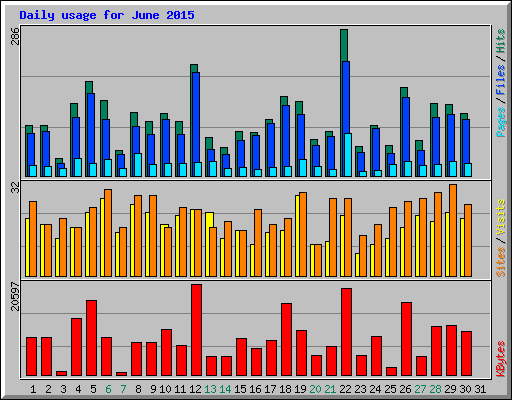 Daily usage for June 2015
286
Pages / Files / Hits
32
Sites / Visits
20597
KBytes
1 2 3 4 5 6 7 8 9 10 11 12 13 14 15 16 17 18 19 20 21 22 23 24 25 26 27 28 29 30 31